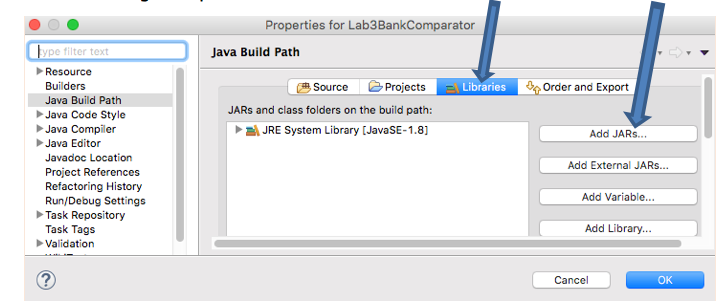 Properties for Lab3BankComparator
type filter text
Java Build Path
Resource
Builders
Java Build Path
Java Code Style
Java Compiler
Java Editor
Javadoc Location
Project References
Refactoring History
Run/Debug Settings
Task Repository
Task Tags
Validation
Source
Projects
Libraries
Order and Export
JARs and class folders on the build path:
JRE System Library [JavaSE-1.8]
Add JARs...
Add External JARs...
Add Variable...
Add Library...
?
Cancel
OK